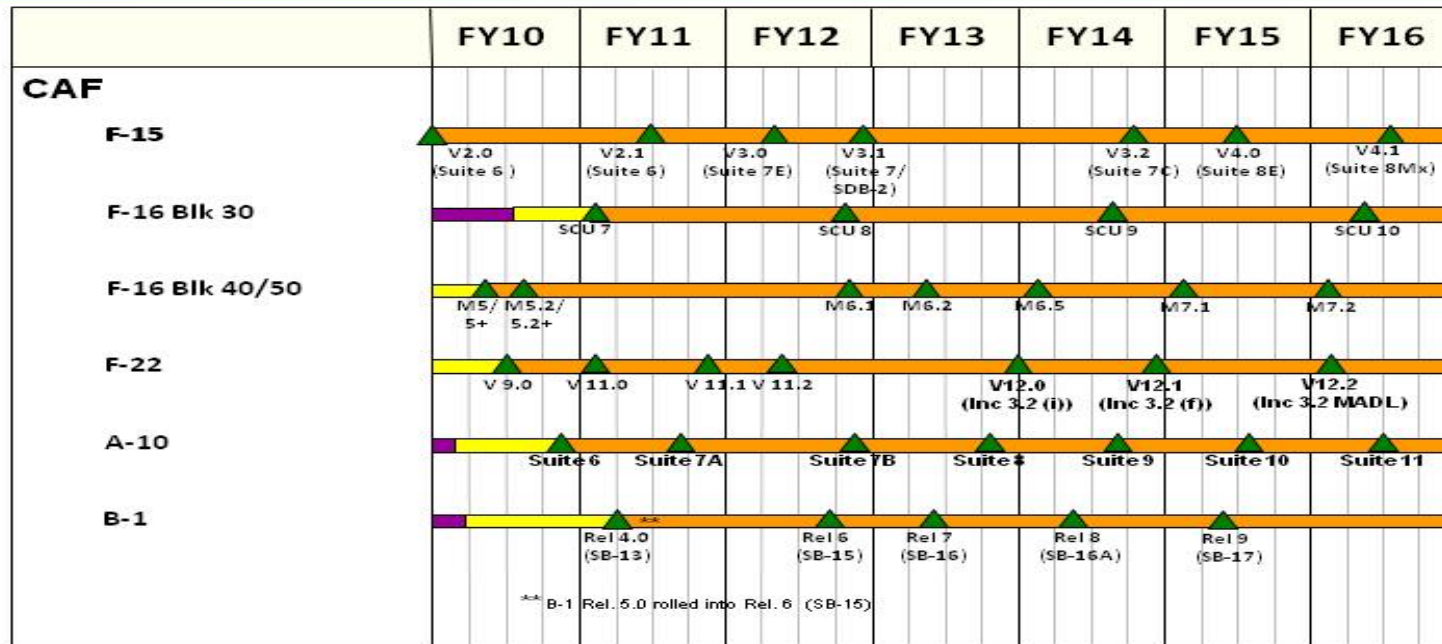 FY10 FY11 FY12 FY13 FY14 FY15 FY16
CAF
F-15
V2.0 V2.1 V3.0 V3.1 V3.2 V4.0 V4.1
(Suite 6 ) (Suite 6) (Suite 7E) (Suite 7/ (Suite 7C) (Suite 8E) (Suite 8Mx)
SDB-2)
F-16 Blk 30
SCU 7 SCU 8 SCU 9 SCU 10
F-16 Blk 40/50
M5/ M5.2/ M6.1 M6.2 M6.5 M7.1 M7.2
5+ 5.2+
F-22
V 9.0 V 11.0 V 11.1 V 11.2 V12.0 V12.1 V12.2
(Inc 3.2 (i)) (Inc 3.2 (f)) (Inc 3.2 MADL)
A-10
Suite 6 Suite 7A Suite 7B Suite 8 Suite 9 Suite 10 Suite 11
B-1
**
Rel 4.0 Rel 6 Rel 7 Rel 8 Rel 9
(SB-13) (SB-15) (SB-16) (SB-16A) (SB-17)
** B-1 Rel. 5.0 rolled into Rel. 6 (SB-15)